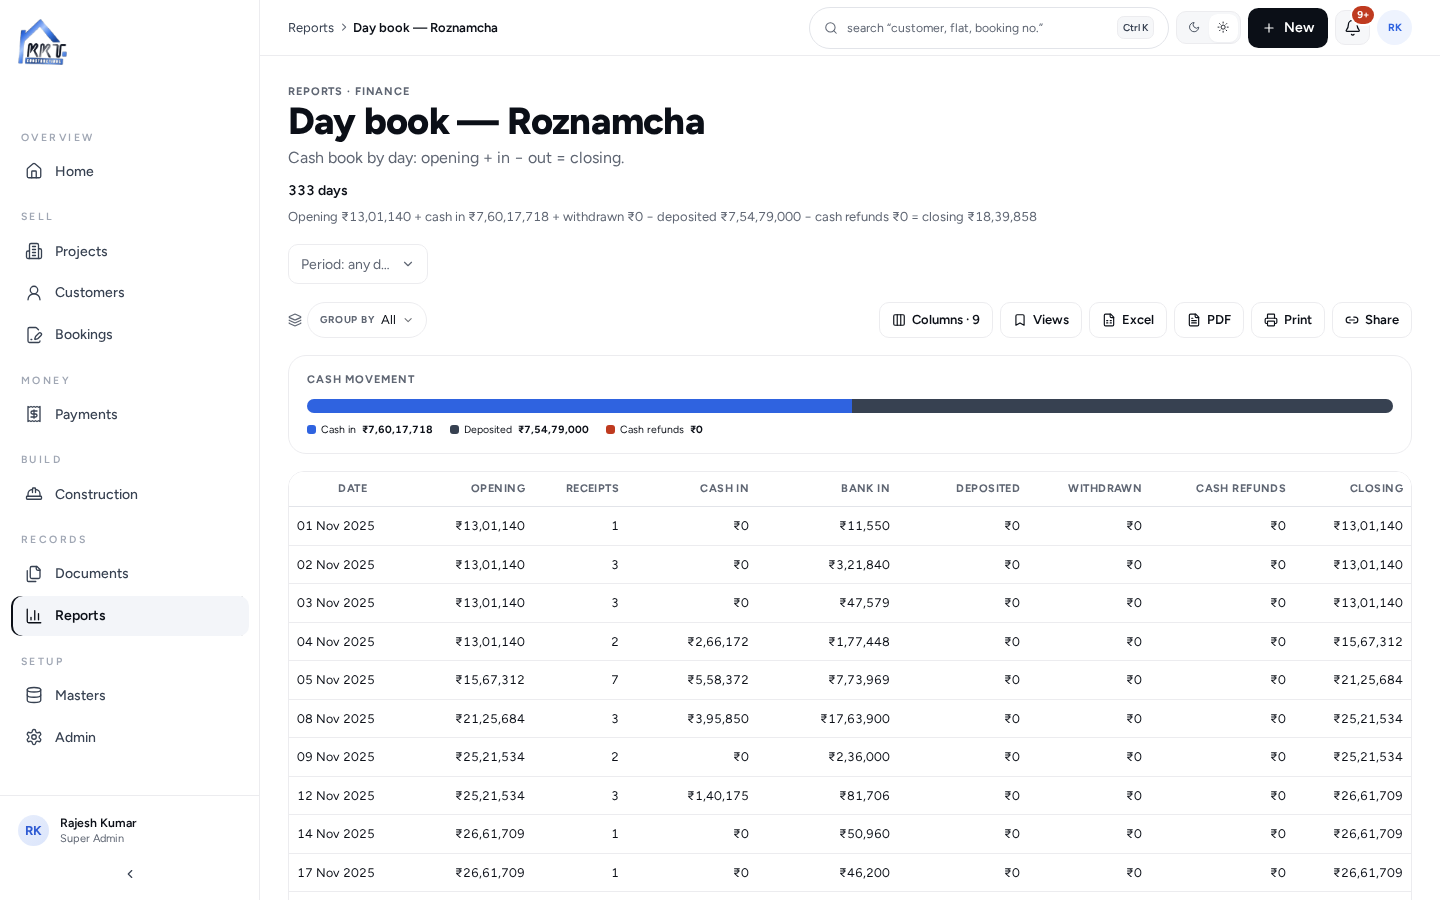 RKT
CONSTRUCTIONS
OVERVIEW
Home
SELL
Projects
Customers
Bookings
MONEY
Payments
BUILD
Construction
RECORDS
Documents
Reports
SETUP
Masters
Admin
RK
Rajesh Kumar
Super Admin
Reports > Day book — Roznamcha
search “customer, flat, booking no.”
Ctrl K
New
9+
RK
REPORTS · FINANCE
Day book — Roznamcha
Cash book by day: opening + in − out = closing.
333 days
Opening ₹13,01,140 + cash in ₹7,60,17,718 + withdrawn ₹0 − deposited ₹7,54,79,000 − cash refunds ₹0 = closing ₹18,39,858
Period: any d...
GROUP BY All
Columns · 9
Views
Excel
PDF
Print
Share
CASH MOVEMENT
Cash in ₹7,60,17,718 Deposited ₹7,54,79,000 Cash refunds ₹0
DATE OPENING RECEIPTS CASH IN BANK IN DEPOSITED WITHDRAWN CASH REFUNDS CLOSING
01 Nov 2025 ₹13,01,140 1 ₹0 ₹11,550 ₹0 ₹0 ₹0 ₹13,01,140
02 Nov 2025 ₹13,01,140 3 ₹0 ₹3,21,840 ₹0 ₹0 ₹0 ₹13,01,140
03 Nov 2025 ₹13,01,140 3 ₹0 ₹47,579 ₹0 ₹0 ₹0 ₹13,01,140
04 Nov 2025 ₹13,01,140 2 ₹2,66,172 ₹1,77,448 ₹0 ₹0 ₹0 ₹15,67,312
05 Nov 2025 ₹15,67,312 7 ₹5,58,372 ₹7,73,969 ₹0 ₹0 ₹0 ₹21,25,684
08 Nov 2025 ₹21,25,684 3 ₹3,95,850 ₹17,63,900 ₹0 ₹0 ₹0 ₹25,21,534
09 Nov 2025 ₹25,21,534 2 ₹0 ₹2,36,000 ₹0 ₹0 ₹0 ₹25,21,534
12 Nov 2025 ₹25,21,534 3 ₹1,40,175 ₹81,706 ₹0 ₹0 ₹0 ₹26,61,709
14 Nov 2025 ₹26,61,709 1 ₹0 ₹50,960 ₹0 ₹0 ₹0 ₹26,61,709
17 Nov 2025 ₹26,61,709 1 ₹0 ₹46,200 ₹0 ₹0 ₹0 ₹26,61,709